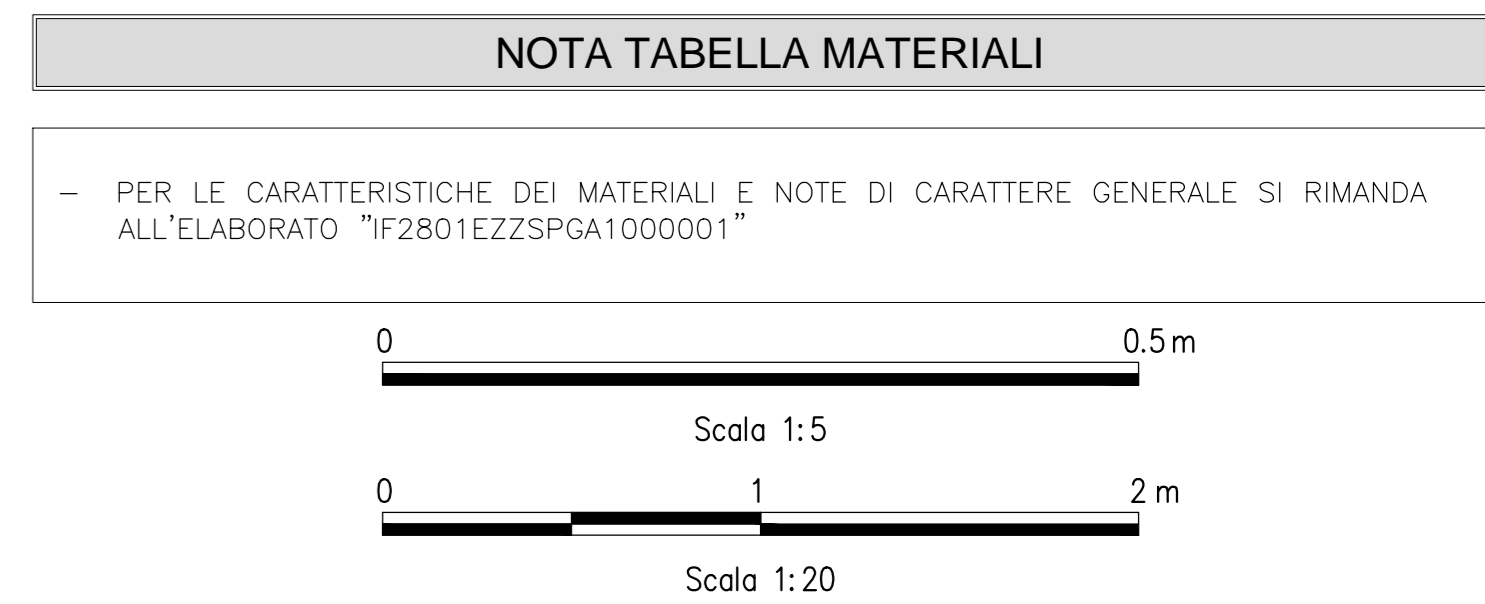 NOTA TABELLA MATERIALI
– PER LE CARATTERISTICHE DEI MATERIALI E NOTE DI CARATTERE GENERALE SI RIMANDA
ALL'ELABORATO "IF2801EZZSPGA1000001"
0 0.5 m
Scala 1:5
0 1 2 m
Scala 1:20